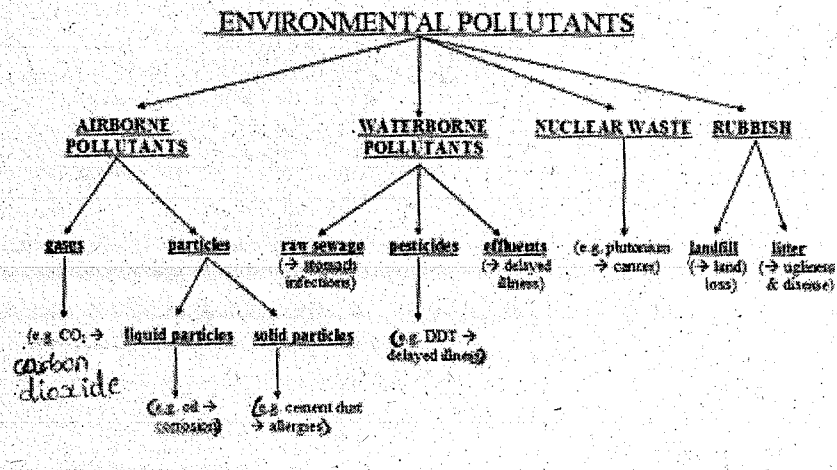 ENVIRONMENTAL POLLUTANTS
AIRBORNE
POLLUTANTS
WATERBORNE
POLLUTANTS
NUCLEAR WASTE
RUBBISH
gases
particles
raw sewage
(→ stomach
infections)
pesticides
effluents
(→ delayed
illness)
(e.g. plutonium
→ cancer)
landfill
(→ land)
loss)
litter
(→ ugliness
& disease)
(e.g. CO₂ →
carbon
dioxide
liquid particles
solid particles
(e.g. DDT →
delayed illness)
(e.g. oil →
corrosion)
(e.g. cement dust
→ allergies)